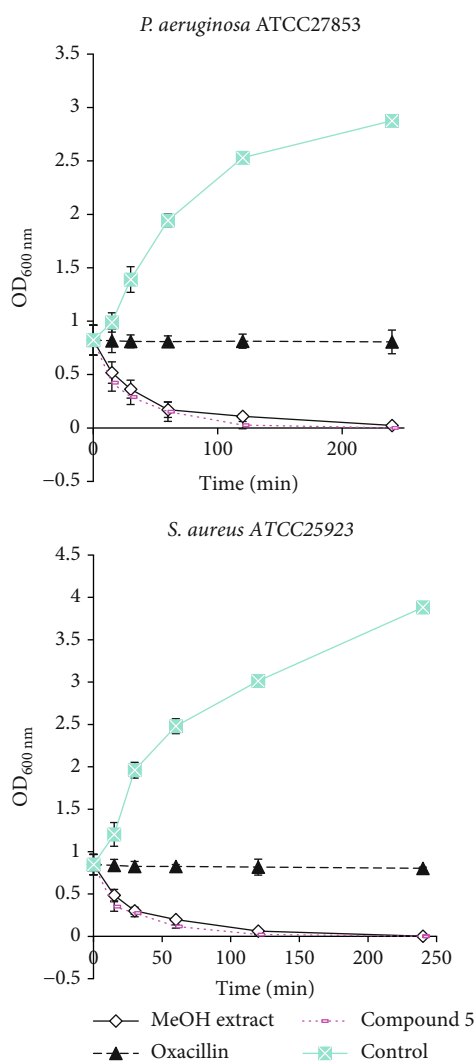 P. aeruginosa ATCC27853
3.5
3
2.5
2
1.5
1
0.5
0
−0.5
OD600 nm
0 100 200
Time (min)
S. aureus ATCC25923
4.5
4
3.5
3
2.5
2
1.5
1
0.5
0
−0.5
OD600 nm
0 50 100 150 200 250
Time (min)
MeOH extract Compound 5
Oxacillin Control